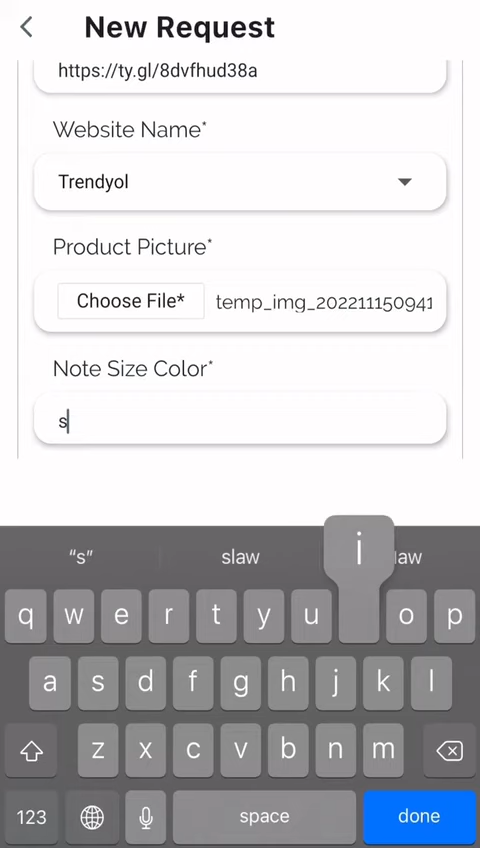 New Request
https://ty.gl/8dvfhud38a
Website Name*
Trendyol
Product Picture*
Choose File* temp_img_202211150941
Note Size Color*
s
“s” slaw law
i
q w e r t y u o p
a s d f g h j k l
z x c v b n m
123 space done